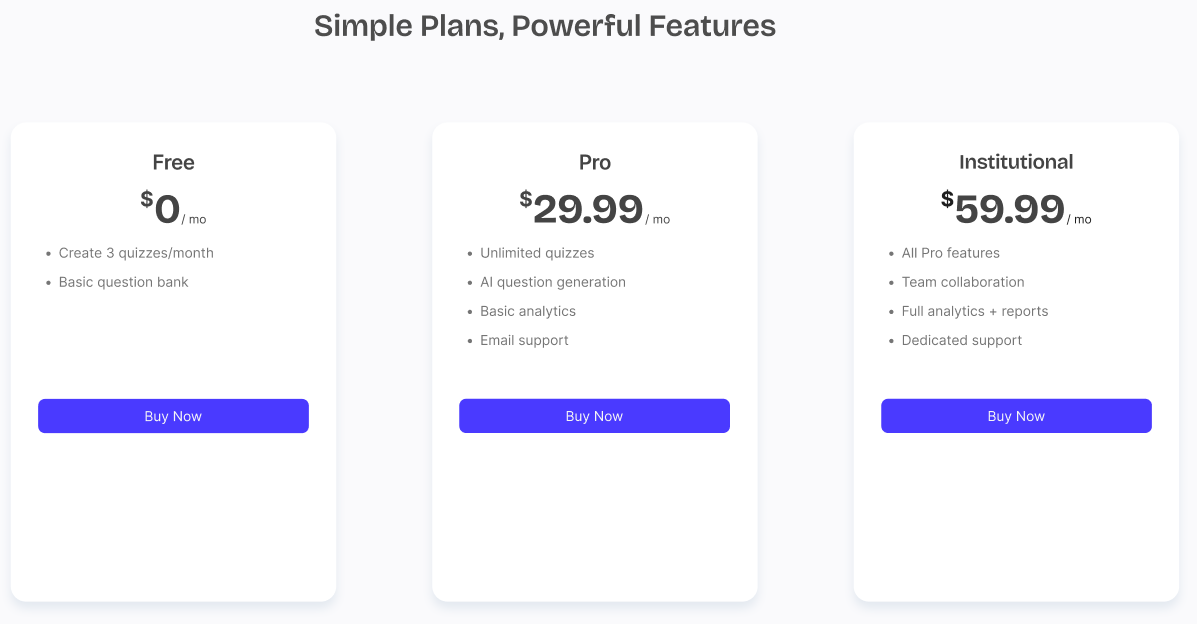 Simple Plans, Powerful Features
Free
$0/ mo
• Create 3 quizzes/month
• Basic question bank
Buy Now
Pro
$29.99/ mo
• Unlimited quizzes
• AI question generation
• Basic analytics
• Email support
Buy Now
Institutional
$59.99/ mo
• All Pro features
• Team collaboration
• Full analytics + reports
• Dedicated support
Buy Now